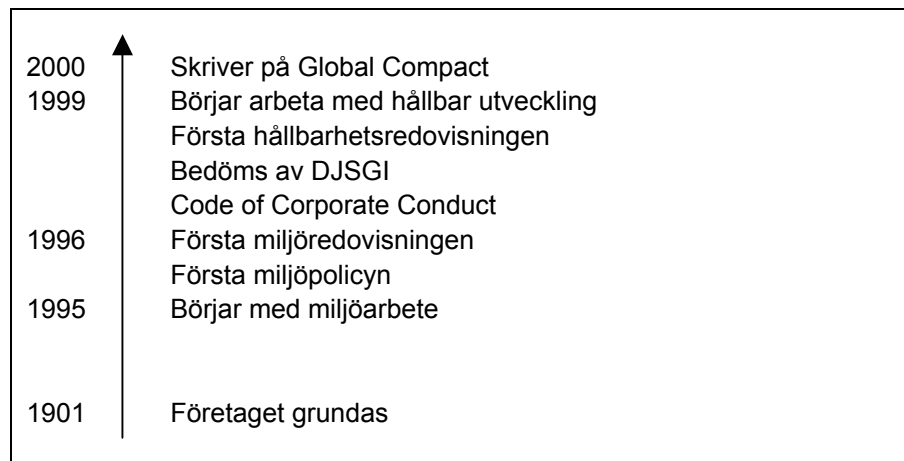 2000 Skriver på Global Compact
1999 Börjar arbeta med hållbar utveckling
Första hållbarhetsredovisningen
Bedöms av DJSGI
Code of Corporate Conduct
1996 Första miljöredovisningen
Första miljöpolicyn
1995 Börjar med miljöarbete
1901 Företaget grundas